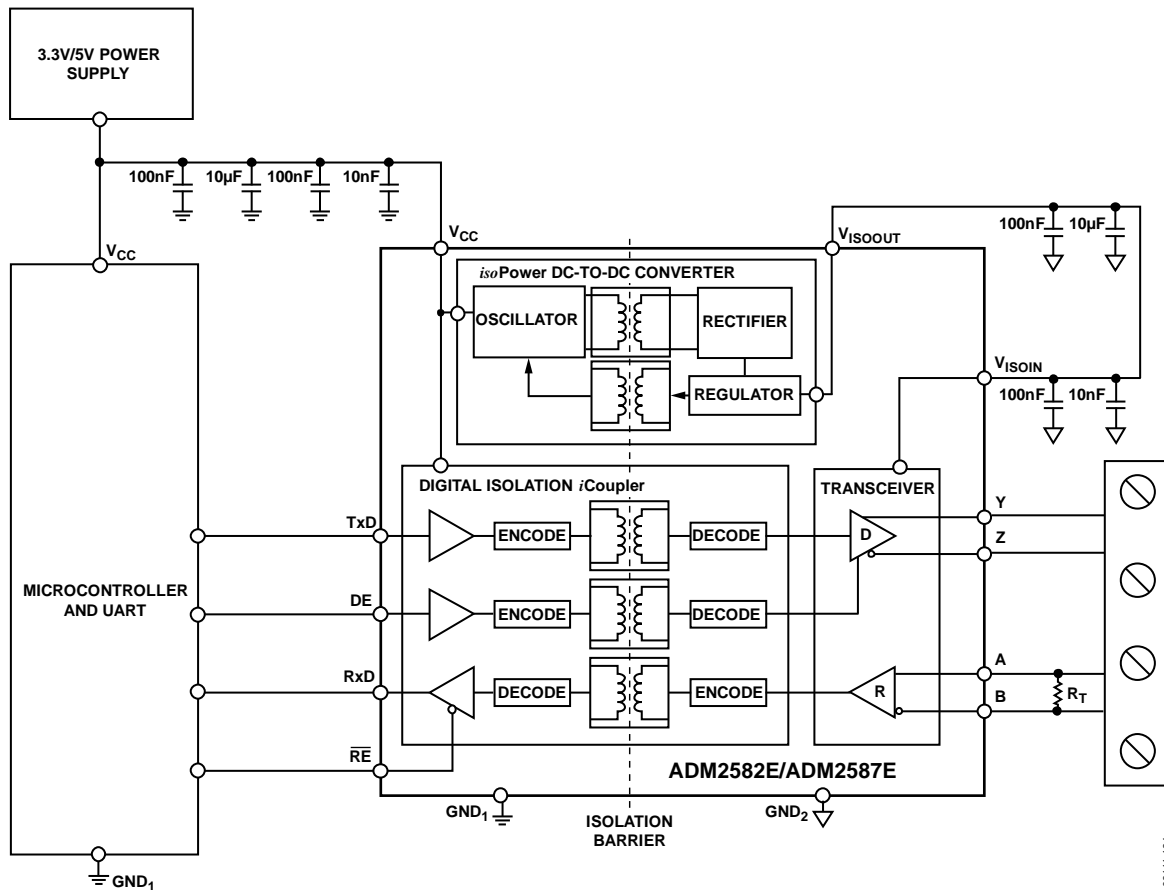 3.3V/5V POWER
SUPPLY
100nF
10µF
100nF
10nF
VCC
VCC
VISOOUT
100nF
10µF
isoPower DC-TO-DC CONVERTER
OSCILLATOR
RECTIFIER
REGULATOR
VISOIN
100nF
10nF
DIGITAL ISOLATION iCoupler
TRANSCEIVER
MICROCONTROLLER
AND UART
TxD
ENCODE
DECODE
D
Y
Z
DE
ENCODE
DECODE
RxD
DECODE
ENCODE
R
A
B
RT
RE
ADM2582E/ADM2587E
GND1
ISOLATION
BARRIER
GND2
GND1